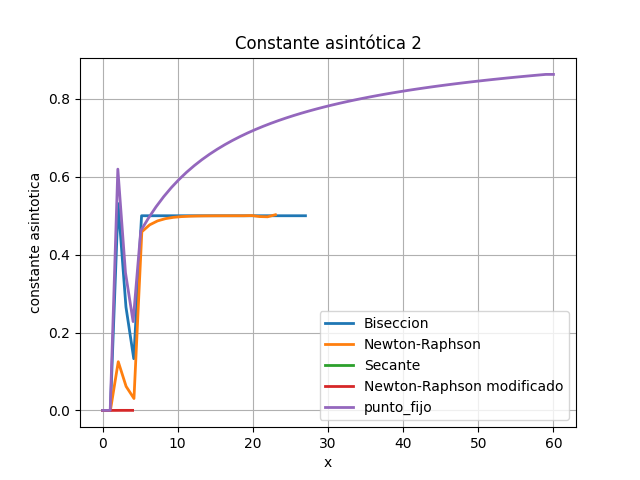 Constante asintótica 2
constante asintotica
0.8
0.6
0.4
0.2
0.0
0
10
20
30
40
50
60
x
Biseccion
Newton-Raphson
Secante
Newton-Raphson modificado
punto_fijo